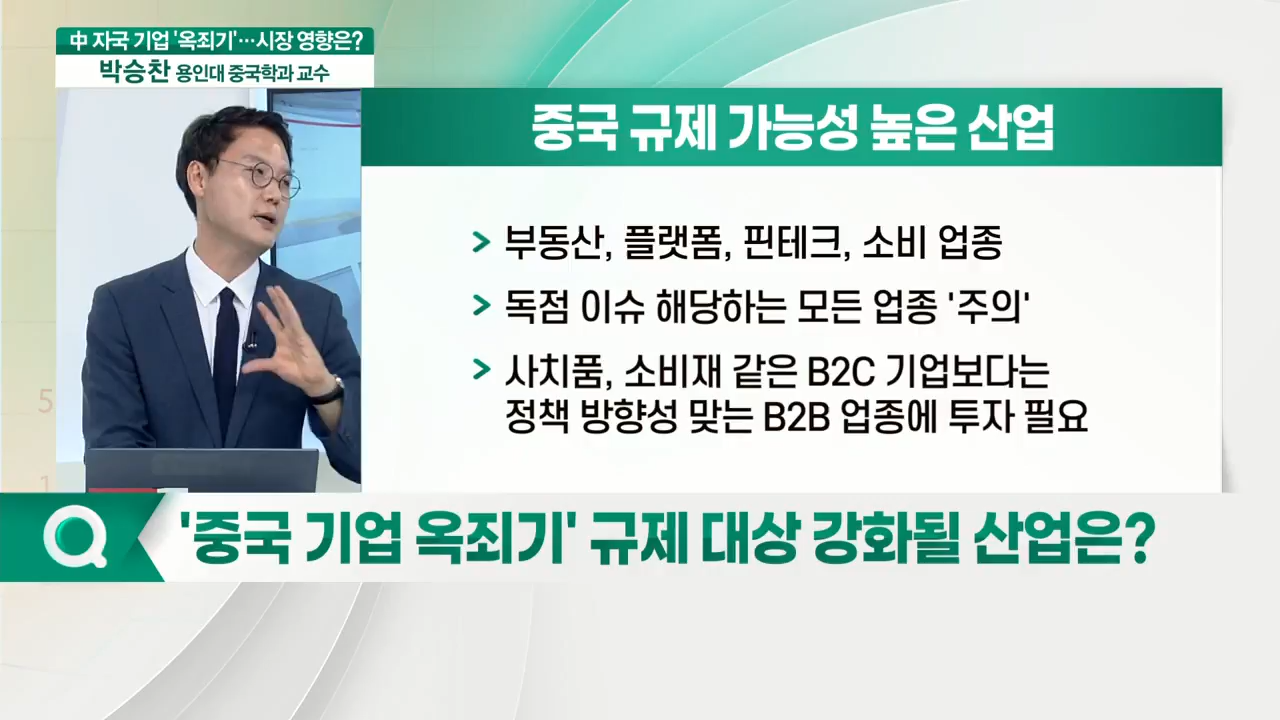 中 자국 기업 '옥죄기'…시장 영향은?
박승찬 용인대 중국학과 교수
중국 규제 가능성 높은 산업
> 부동산, 플랫폼, 핀테크, 소비 업종
> 독점 이슈 해당하는 모든 업종 '주의'
> 사치품, 소비재 같은 B2C 기업보다는
정책 방향성 맞는 B2B 업종에 투자 필요
5
1
Q '중국 기업 옥죄기' 규제 대상 강화될 산업은?